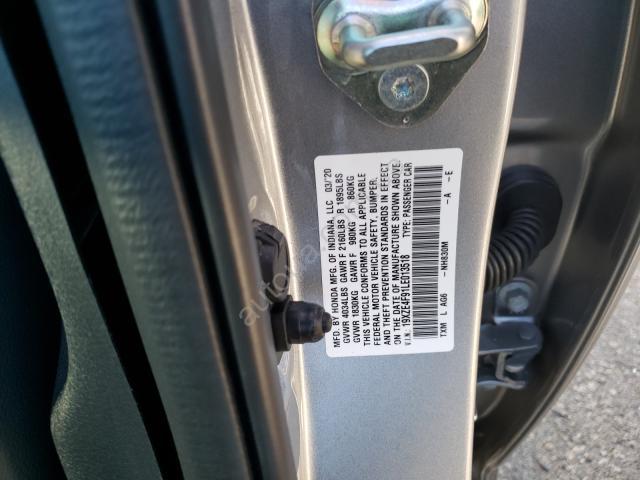 MFD. BY HONDA MFG. OF INDIANA, LLC 03/'20
GVWR 4034LBS GAWR F 2160LBS R 1895LBS
GVWR 1830KG GAWR F 980KG R 860KG
THIS VEHICLE CONFORMS TO ALL APPLICABLE
FEDERAL MOTOR VEHICLE SAFETY, BUMPER,
AND THEFT PREVENTION STANDARDS IN EFFECT
ON THE DATE OF MANUFACTURE SHOWN ABOVE.
V.I.N. 19XZE4F91LE013518 TYPE: PASSENGER CAR
TXM L AG6 -NH830M -A -E